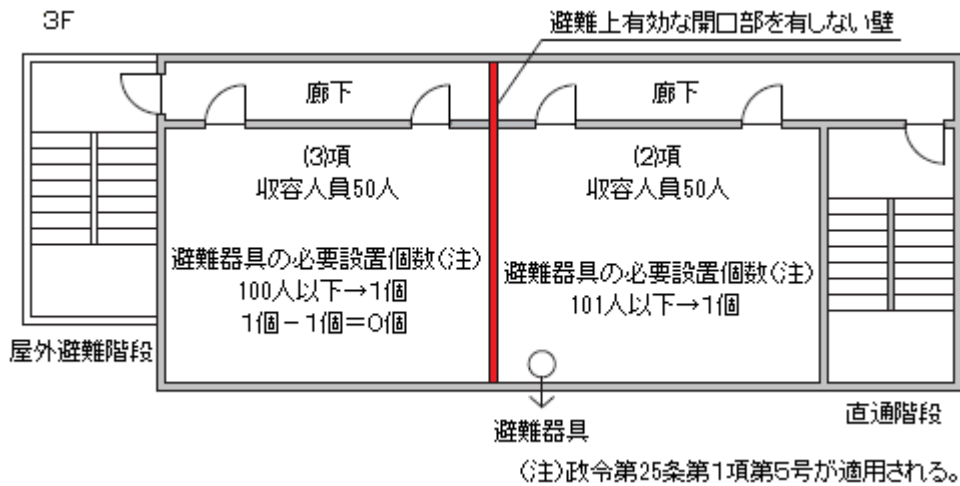 3F
避難上有効な開口部を有しない壁
廊下
廊下
(3)項
収容人員50人
避難器具の必要設置個数(注)
100人以下→1個
1個-1個=0個
(2)項
収容人員50人
避難器具の必要設置個数(注)
101人以下→1個
屋外避難階段
直通階段
避難器具
(注)政令第25条第1項第5号が適用される。